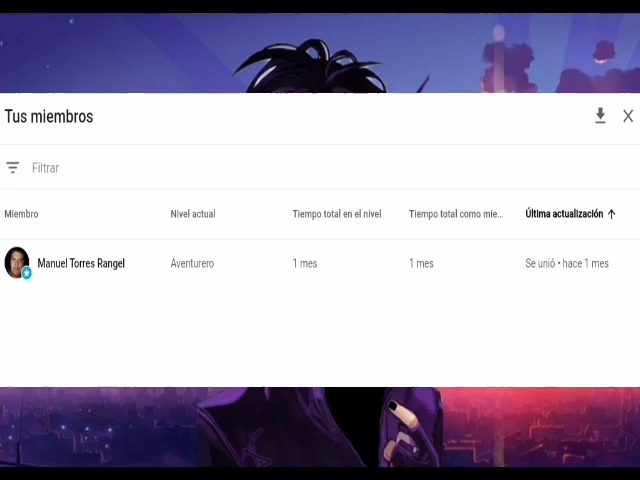 Tus miembros
Filtrar
Miembro Nivel actual Tiempo total en el nivel Tiempo total como mie... Última actualización
Manuel Torres Rangel Aventurero 1 mes 1 mes Se unió • hace 1 mes